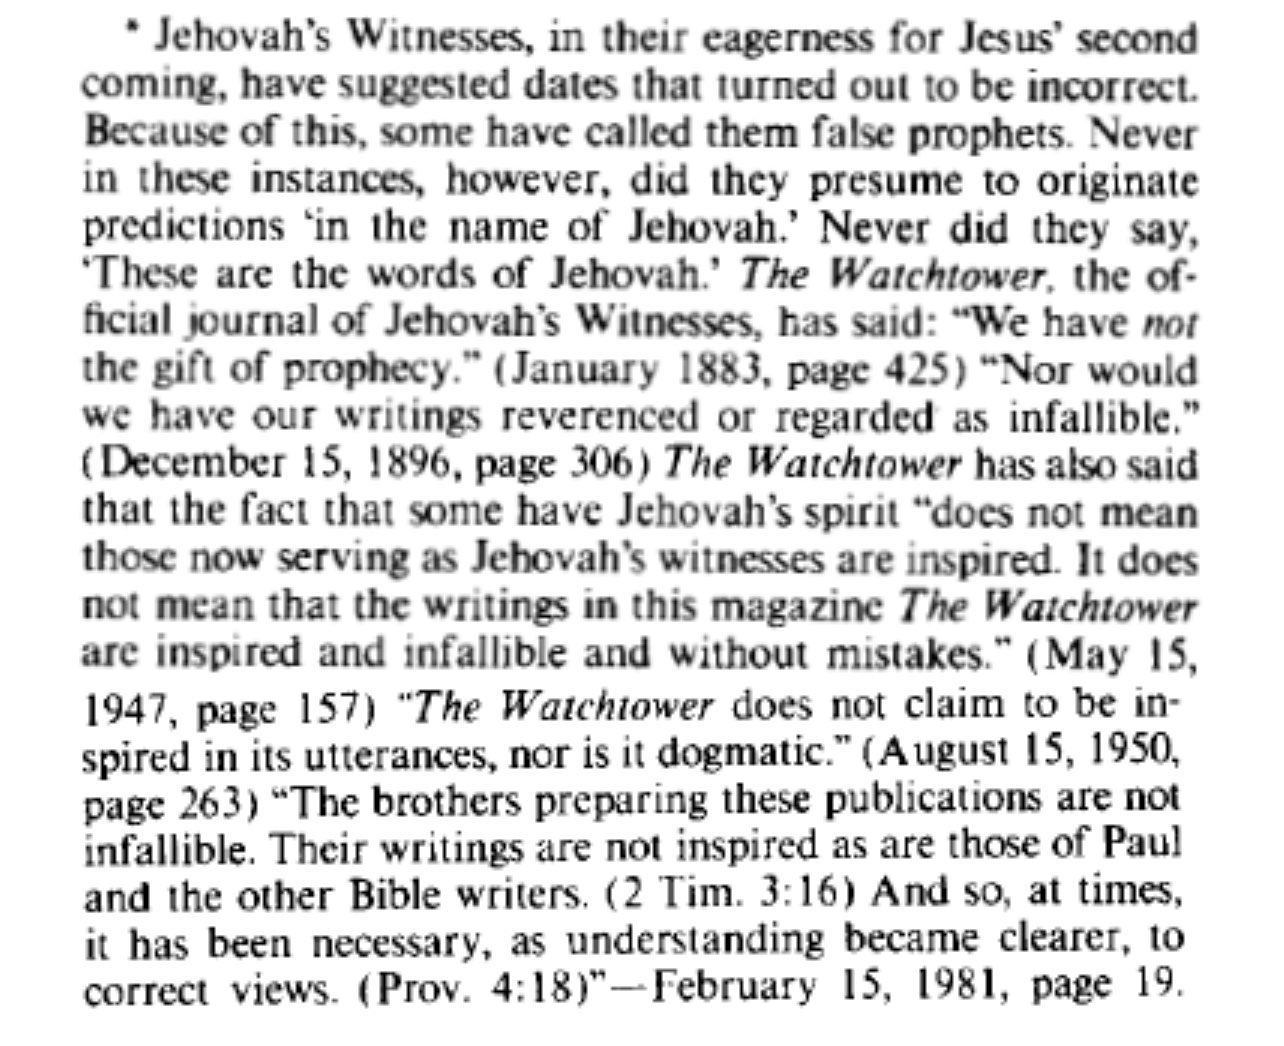 * Jehovah's Witnesses, in their eagerness for Jesus' second
coming, have suggested dates that turned out to be incorrect.
Because of this, some have called them false prophets. Never
in these instances, however, did they presume to originate
predictions 'in the name of Jehovah.' Never did they say,
'These are the words of Jehovah.' The Watchtower, the of-
ficial journal of Jehovah's Witnesses, has said: "We have not
the gift of prophecy." (January 1883, page 425) "Nor would
we have our writings reverenced or regarded as infallible."
(December 15, 1896, page 306) The Watchtower has also said
that the fact that some have Jehovah's spirit "does not mean
those now serving as Jehovah's witnesses are inspired. It does
not mean that the writings in this magazine The Watchtower
are inspired and infallible and without mistakes." (May 15,
1947, page 157) "The Watchtower does not claim to be in-
spired in its utterances, nor is it dogmatic." (August 15, 1950,
page 263) "The brothers preparing these publications are not
infallible. Their writings are not inspired as are those of Paul
and the other Bible writers. (2 Tim. 3:16) And so, at times,
it has been necessary, as understanding became clearer, to
correct views. (Prov. 4:18)"—February 15, 1981, page 19.